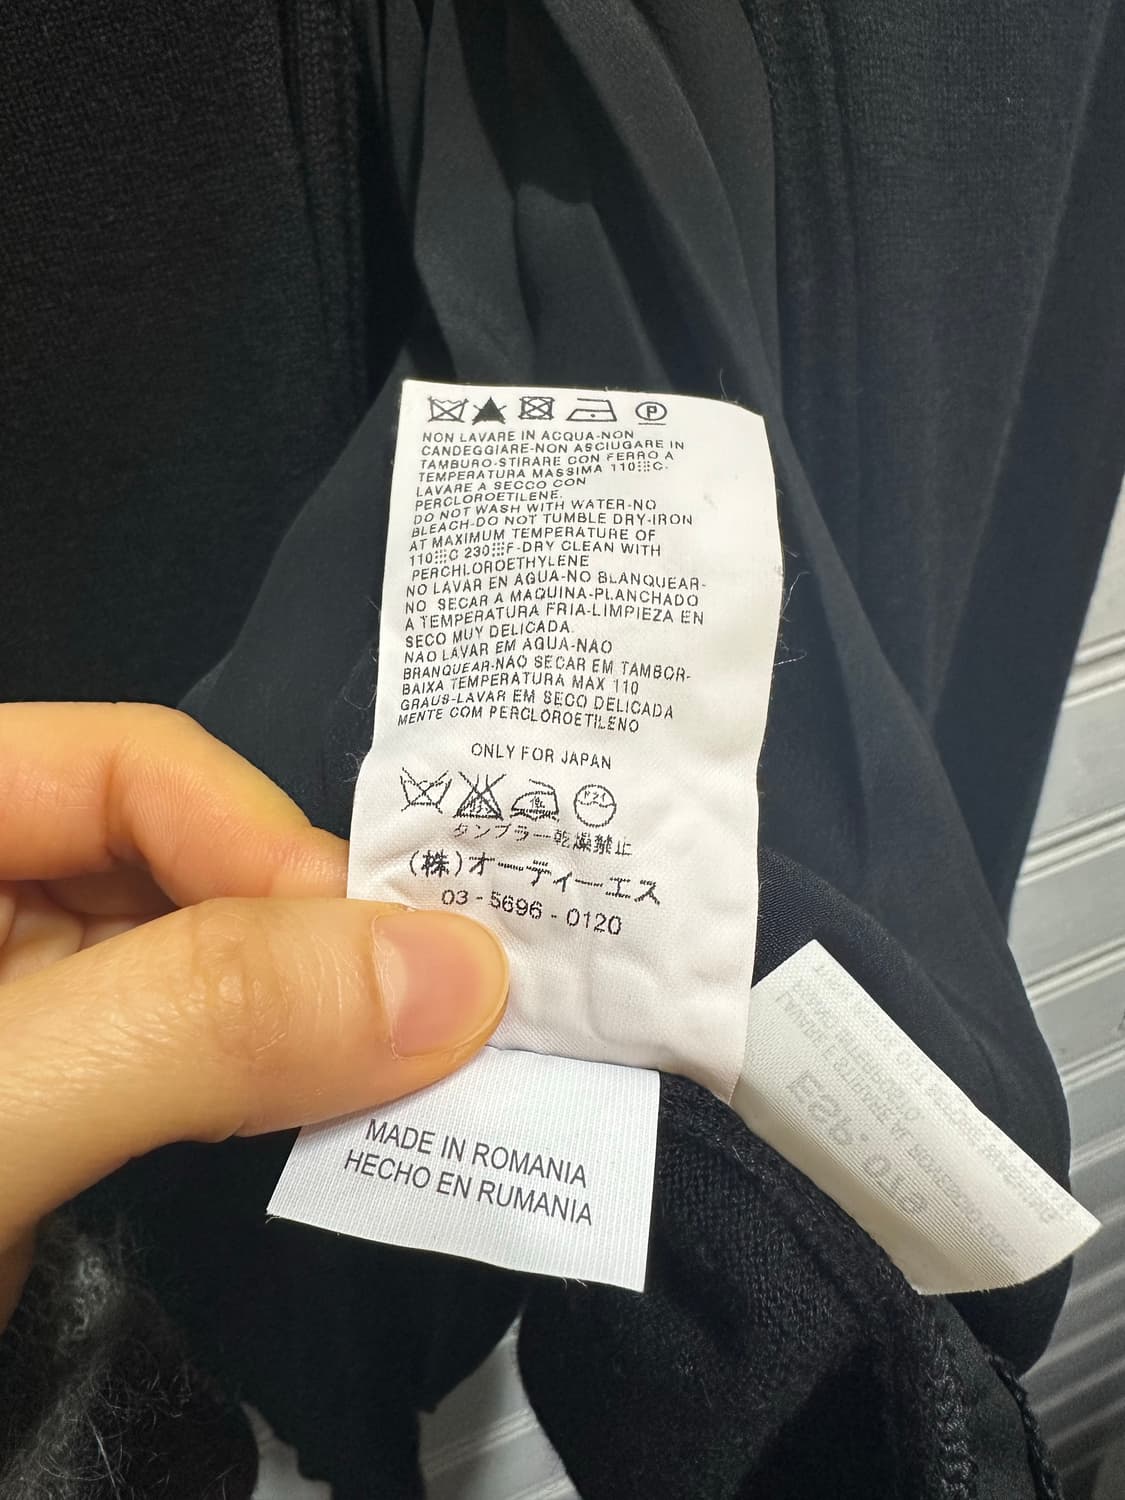 P
NON LAVARE IN ACQUA-NON
CANDEGGIARE-NON ASCIUGARE IN
TAMBURO-STIRARE CON FERRO A
TEMPERATURA MASSIMA 110°C.
LAVARE A SECCO CON
PERCLOROETILENE.
DO NOT WASH WITH WATER-NO
BLEACH-DO NOT TUMBLE DRY-IRON
AT MAXIMUM TEMPERATURE OF
110°C 230°F-DRY CLEAN WITH
PERCHLOROETHYLENE
NO LAVAR EN AGUA-NO BLANQUEAR-
NO SECAR A MAQUINA-PLANCHADO
A TEMPERATURA FRIA-LIMPIEZA EN
SECO MUY DELICADA.
NAO LAVAR EM AGUA-NAO
BRANQUEAR-NAO SECAR EM TAMBOR-
BAIXA TEMPERATURA MAX 110
GRAUS-LAVAR EM SECO DELICADA
MENTE COM PERCLOROETILENO
ONLY FOR JAPAN
タンブラー乾燥禁止
(株)オーディーエス
03-5696-0120
MADE IN ROMANIA
HECHO EN RUMANIA